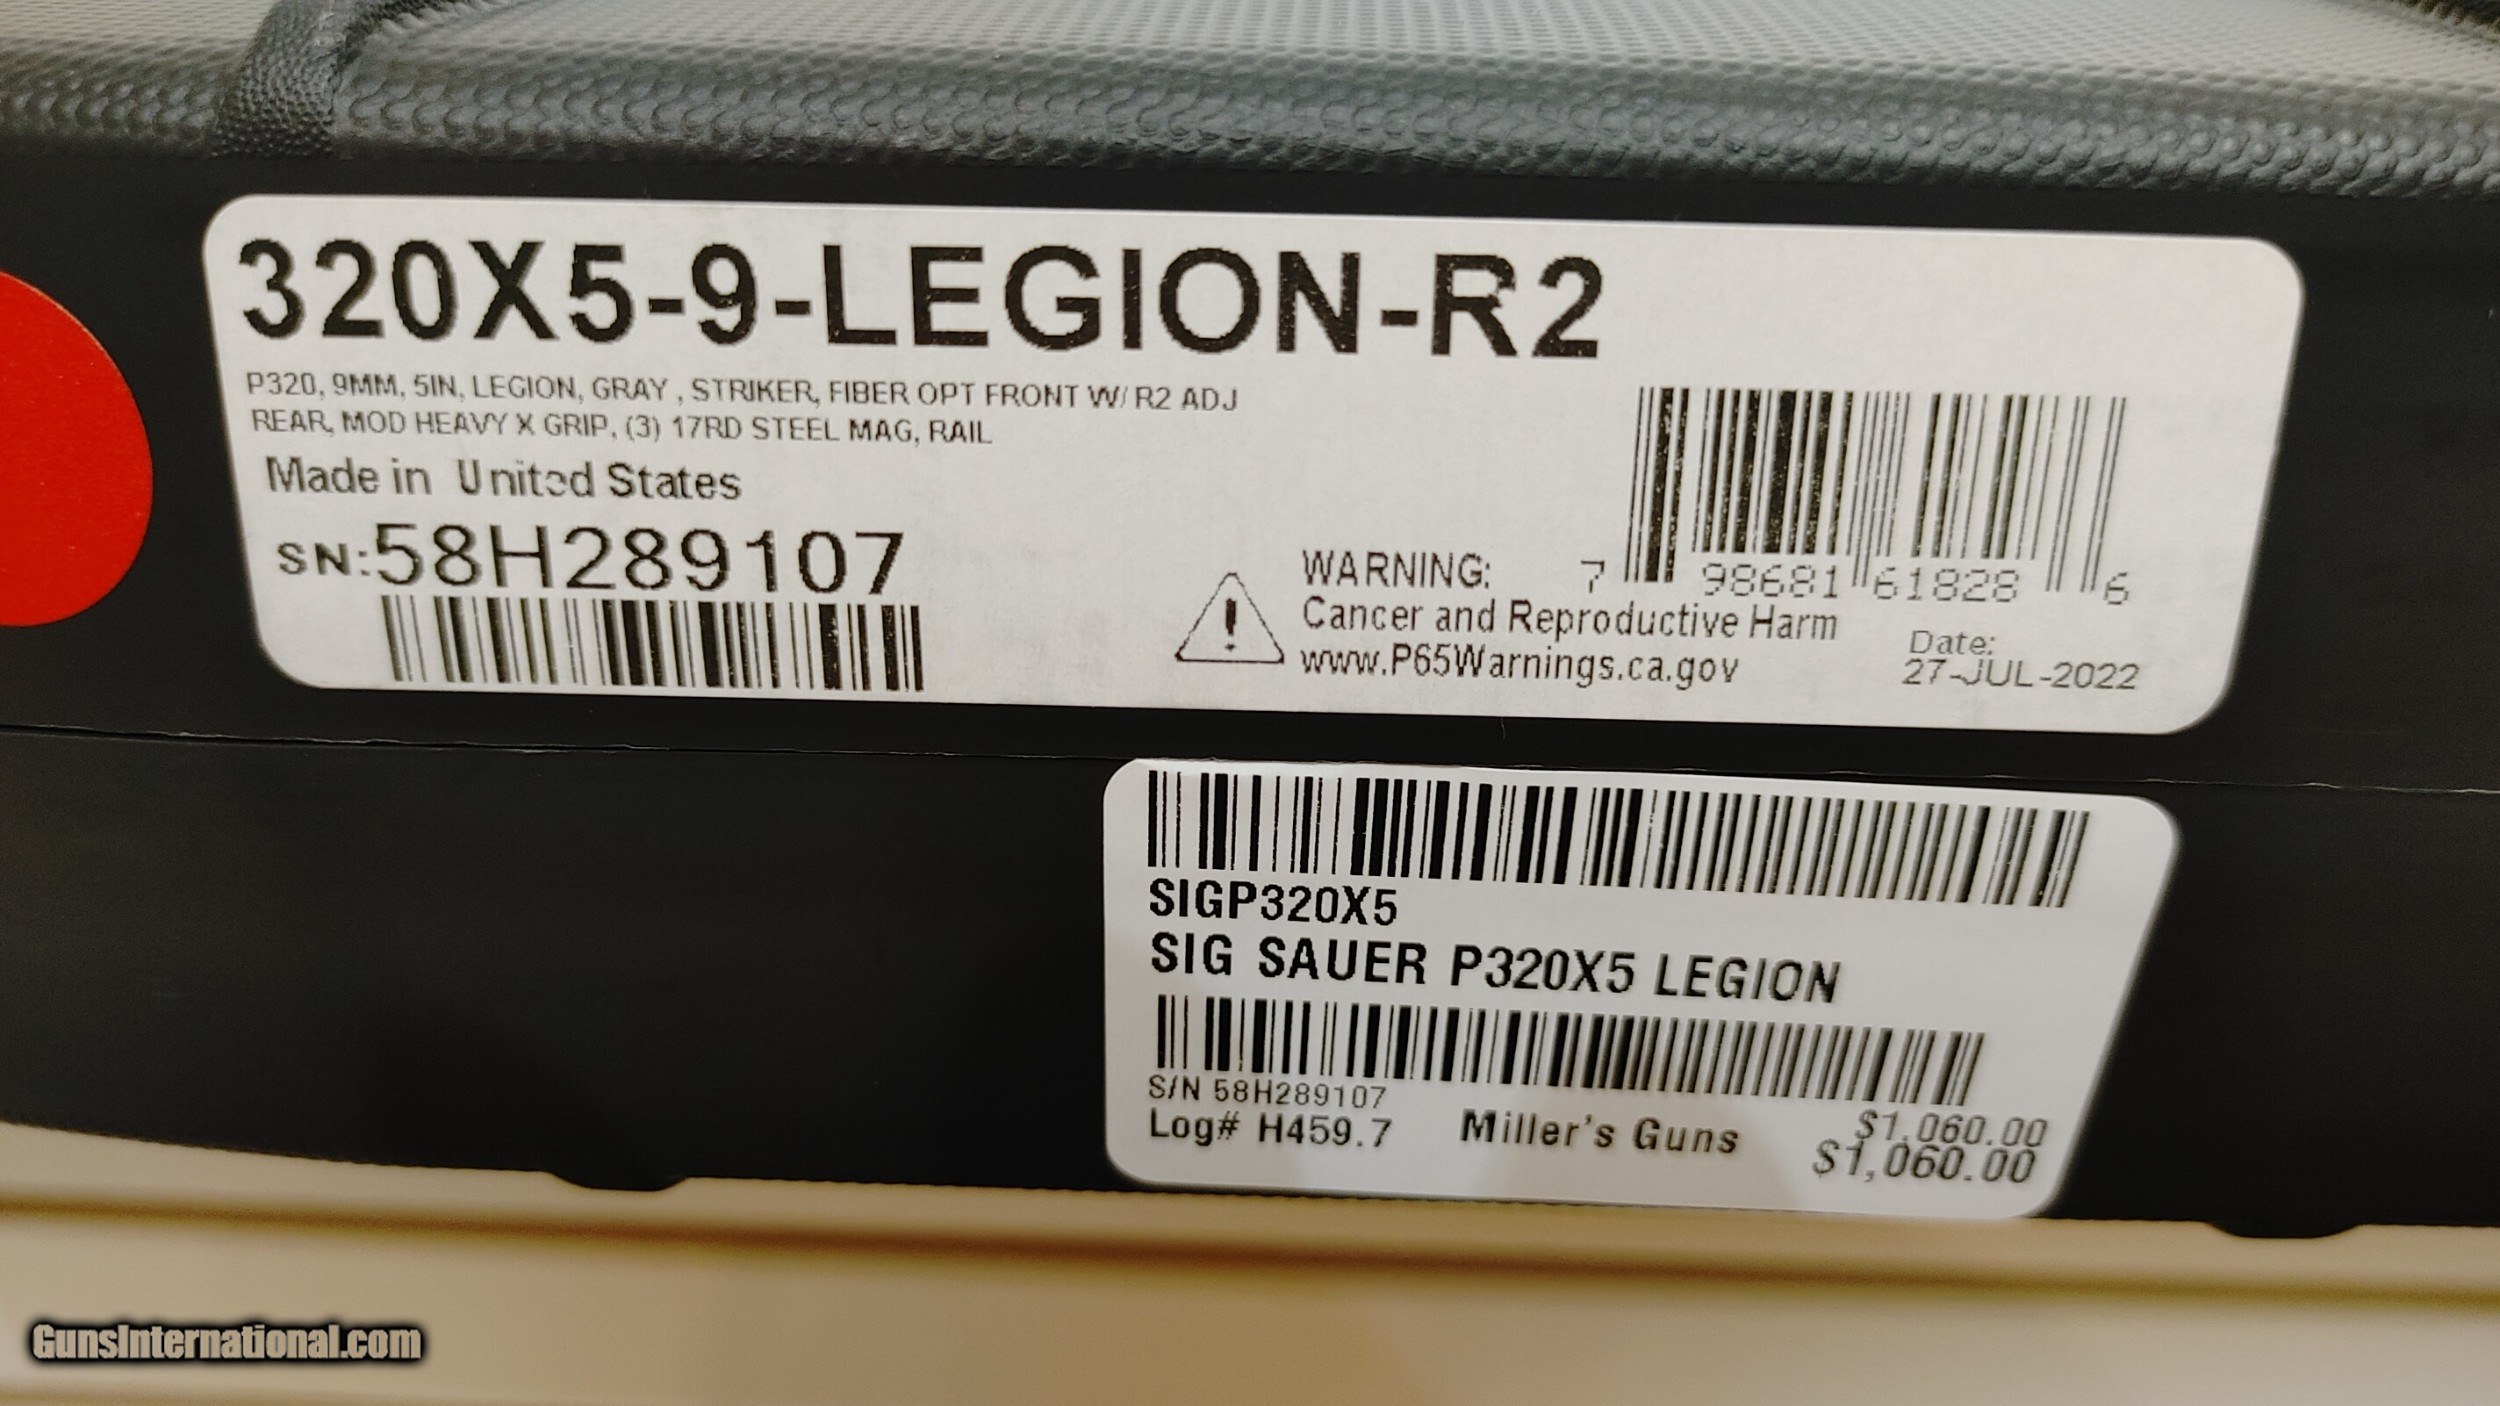 320X5-9-LEGION-R2
P320, 9MM, 5IN, LEGION, GRAY , STRIKER, FIBER OPT FRONT W/ R2 ADJ
REAR, MOD HEAVY X GRIP, (3) 17RD STEEL MAG, RAIL
Made in United States
SN:58H289107
WARNING:
Cancer and Reproductive Harm
www.P65Warnings.ca.gov
7 98681 61828 6
Date:
27-JUL-2022
SIGP320X5
SIG SAUER P320X5 LEGION
S/N 58H289107
Log# H459.7 Miller's Guns $1,060.00
$1,060.00
GunsInternational.com